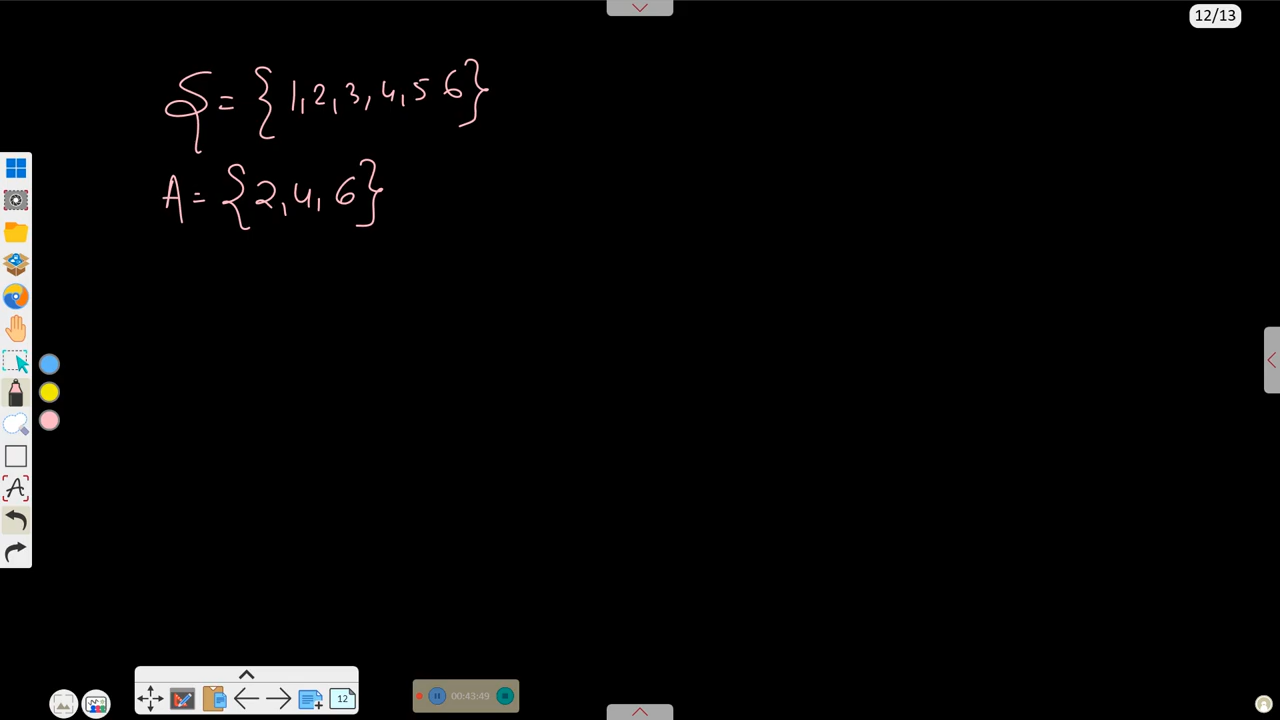 12/13
S = {1,2,3,4,5 6}
A = {2,4,6}
12
00:43:49